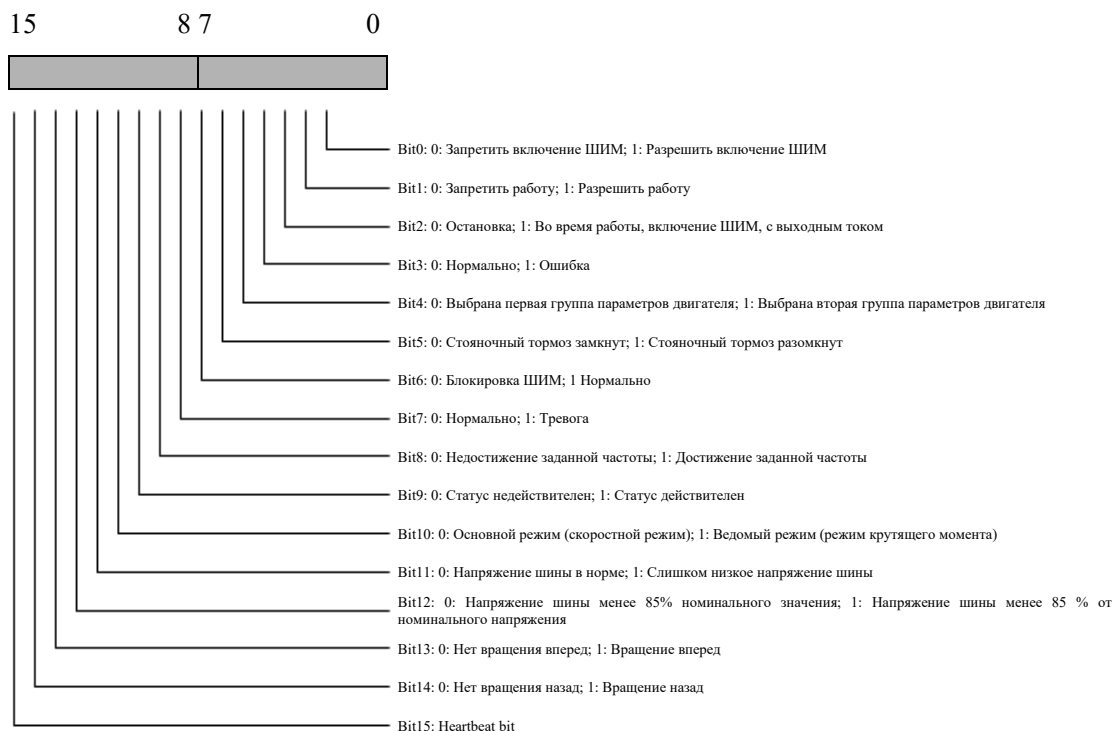 15 8 7 0
Bit0: 0: Запретить включение ШИМ; 1: Разрешить включение ШИМ
Bit1: 0: Запретить работу; 1: Разрешить работу
Bit2: 0: Остановка; 1: Во время работы, включение ШИМ, с выходным током
Bit3: 0: Нормально; 1: Ошибка
Bit4: 0: Выбрана первая группа параметров двигателя; 1: Выбрана вторая группа параметров двигателя
Bit5: 0: Стояночный тормоз замкнут; 1: Стояночный тормоз разомкнут
Bit6: 0: Блокировка ШИМ; 1 Нормально
Bit7: 0: Нормально; 1: Тревога
Bit8: 0: Недостижение заданной частоты; 1: Достижение заданной частоты
Bit9: 0: Статус недействителен; 1: Статус действителен
Bit10: 0: Основной режим (скоростной режим); 1: Ведомый режим (режим крутящего момента)
Bit11: 0: Напряжение шины в норме; 1: Слишком низкое напряжение шины
Bit12: 0: Напряжение шины менее 85% номинального значения; 1: Напряжение шины менее 85 % от
номинального напряжения
Bit13: 0: Нет вращения вперед; 1: Вращение вперед
Bit14: 0: Нет вращения назад; 1: Вращение назад
Bit15: Heartbeat bit